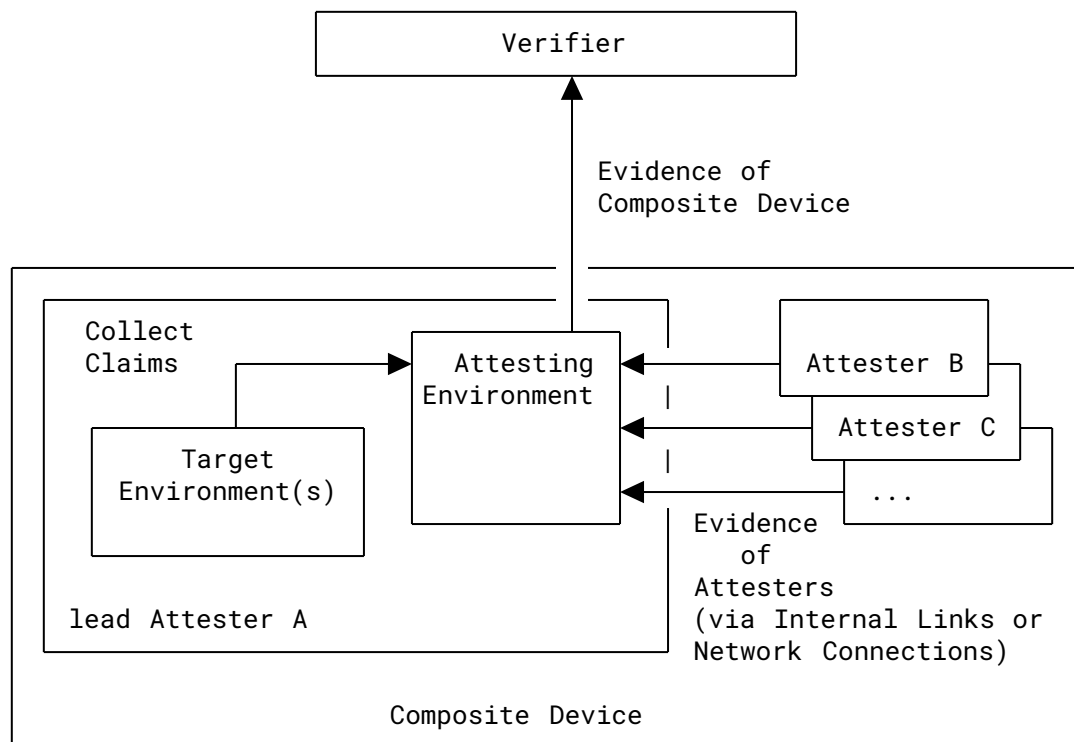 Verifier
Evidence of
Composite Device
Collect
Claims
Attesting
Environment
Attester B
Attester C
...
Target
Environment(s)
Evidence
of
Attesters
(via Internal Links or
Network Connections)
lead Attester A
Composite Device